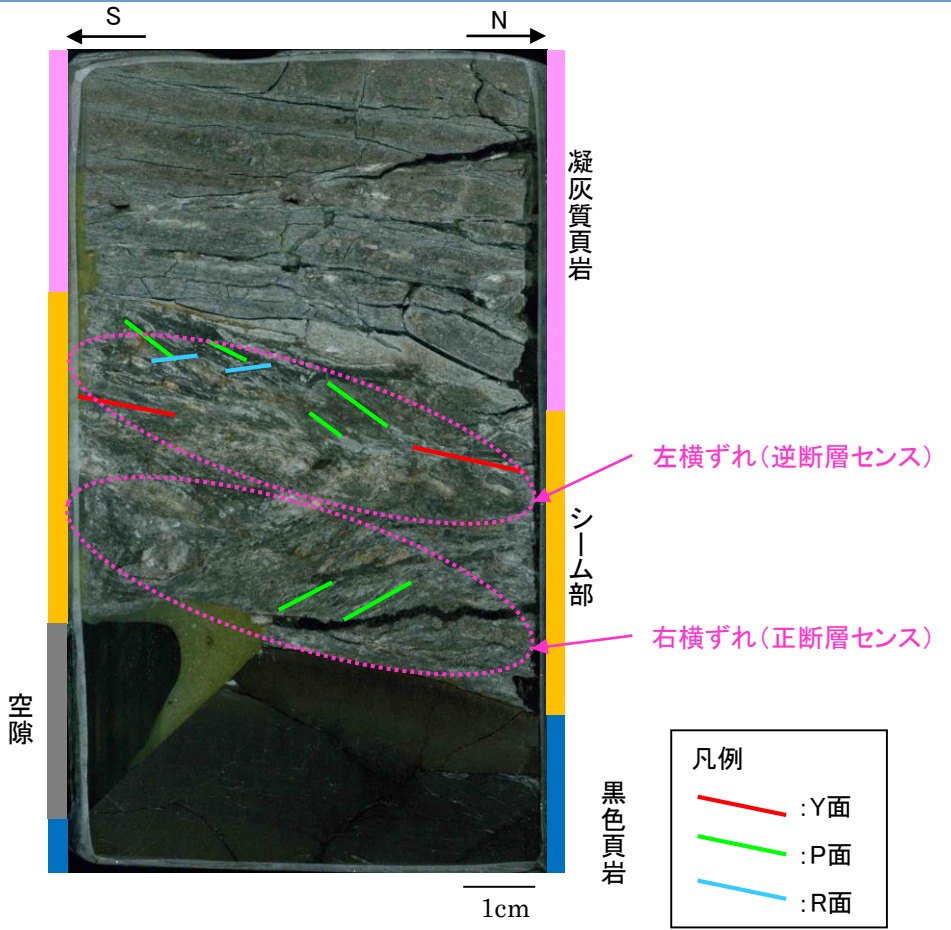 S
N
凝灰質頁岩
左横ずれ（逆断層センス）
シーム部
右横ずれ（正断層センス）
空隙
黒色頁岩
凡例
：Y面
：P面
：R面
1cm